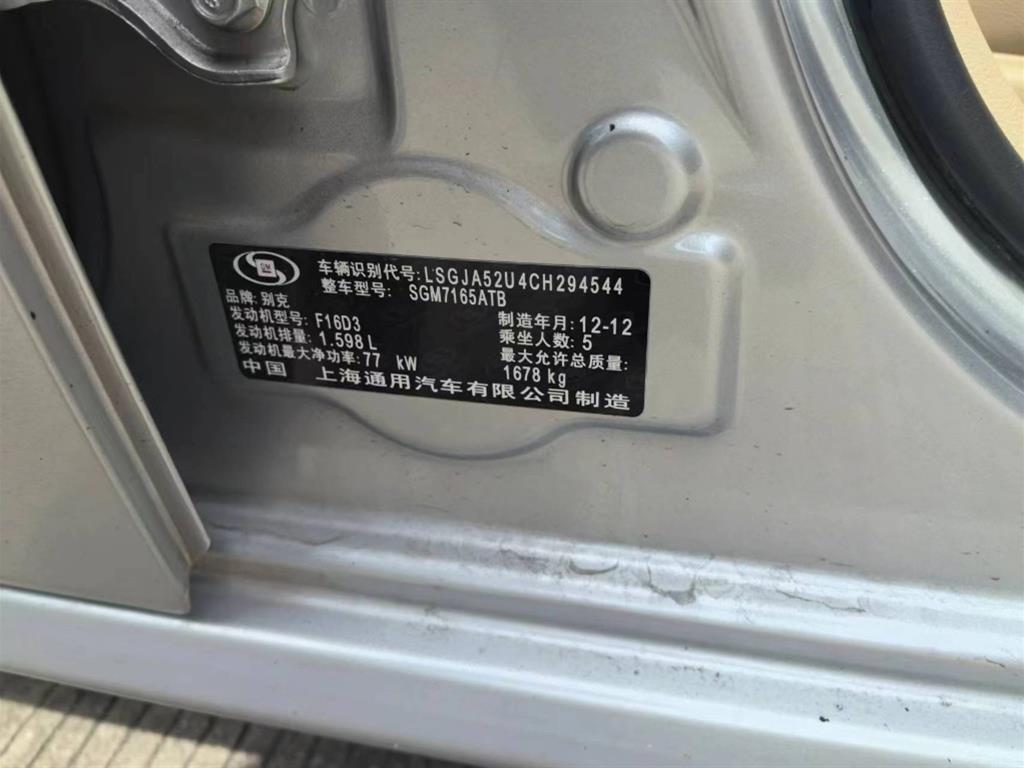 GM
车辆识别代号:LSGJA52U4CH294544
整车型号: SGM7165ATB
品牌:别克
制造年月:12-12
发动机型号: F16D3
乘坐人数:5
发动机排量:1.598L
最大允许总质量:
发动机最大净功率:77 kW
1678kg
中国 上海通用汽车有限公司制造